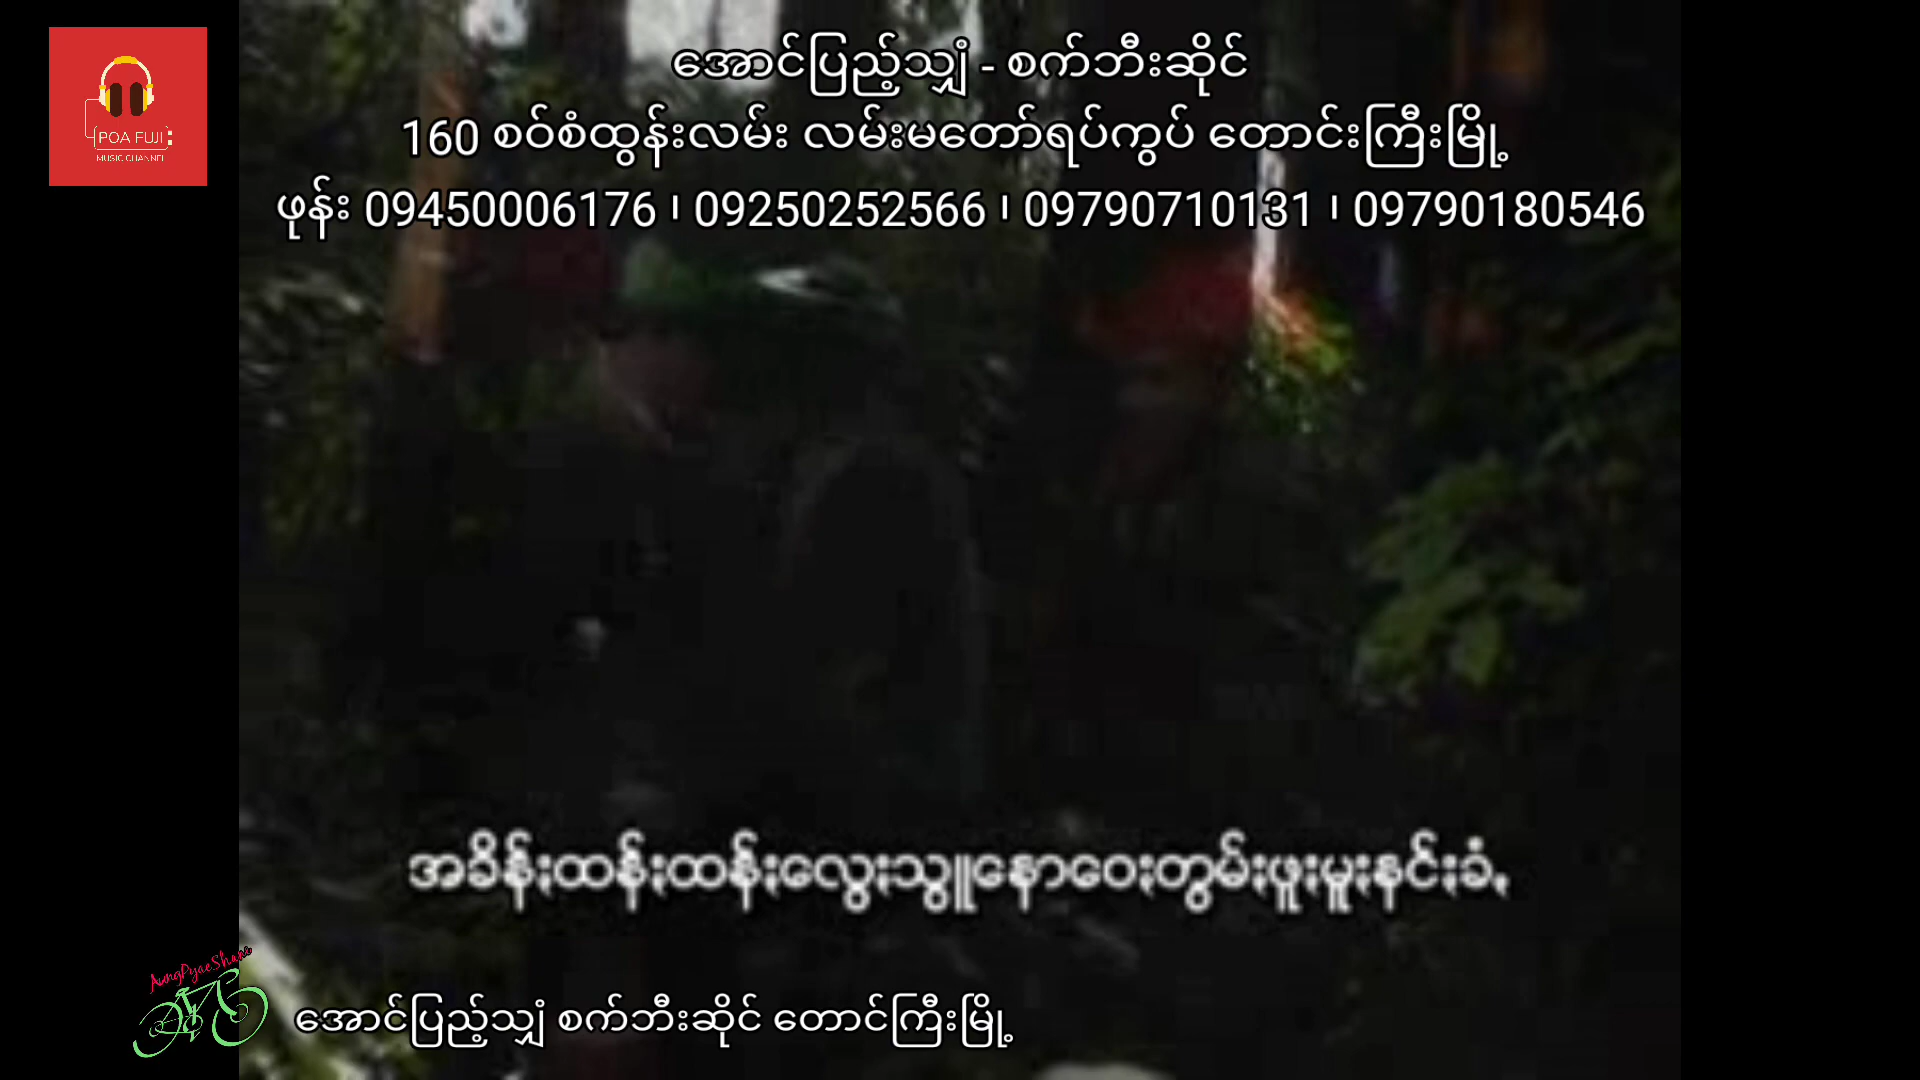 POA FUJI
MUSIC CHANNEL
အောင်ပြည့်သျှံ - စက်ဘီးဆိုင်
160 စဝ်စံထွန်းလမ်း လမ်းမတော်ရပ်ကွပ် တောင်းကြီးမြို့
ဖုန်း 09450006176 ၊ 09250252566 ၊ 09790710131 ၊ 09790180546
အခိန်ႏထန်ႏထန်ႏလွေႏသွူနောဝေႏတွမ်ႏဖူႏမူႏနင်ႏခံႇ
AungPyaeShan
အောင်ပြည့်သျှံ စက်ဘီးဆိုင် တောင်ကြီးမြို့